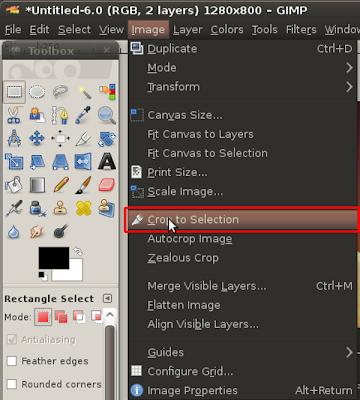 *Untitled-6.0 (RGB, 2 layers) 1280x800 – GIMP
File Edit Select View Image Layer Colors Tools Filters Window
Toolbox
Duplicate Ctrl+D
Mode
Transform
Canvas Size...
Fit Canvas to Layers
Fit Canvas to Selection
Print Size...
Scale Image...
Crop to Selection
Autocrop Image
Zealous Crop
Merge Visible Layers... Ctrl+M
Flatten Image
Align Visible Layers...
Guides
Configure Grid...
Image Properties Alt+Return
Rectangle Select
Mode:
Antialiasing
Feather edges
Rounded corners